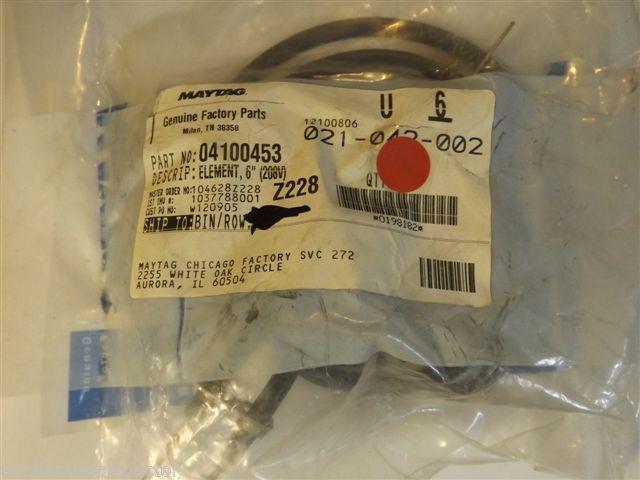 MAYTAG
Genuine Factory Parts
Milan, TN 38358
U 6
12100806
021-042-002
PART NO: 04100453
DESCRIP: ELEMENT, 6" (208V)
MASTER ORDER NO: 104628Z228
Z228
1037788001
CUST PO NO: W120905
SHIP TO: BIN/ROW
*0198182*
MAYTAG CHICAGO FACTORY SVC 272
2255 WHITE OAK CIRCLE
AURORA, IL 60504
Genuine